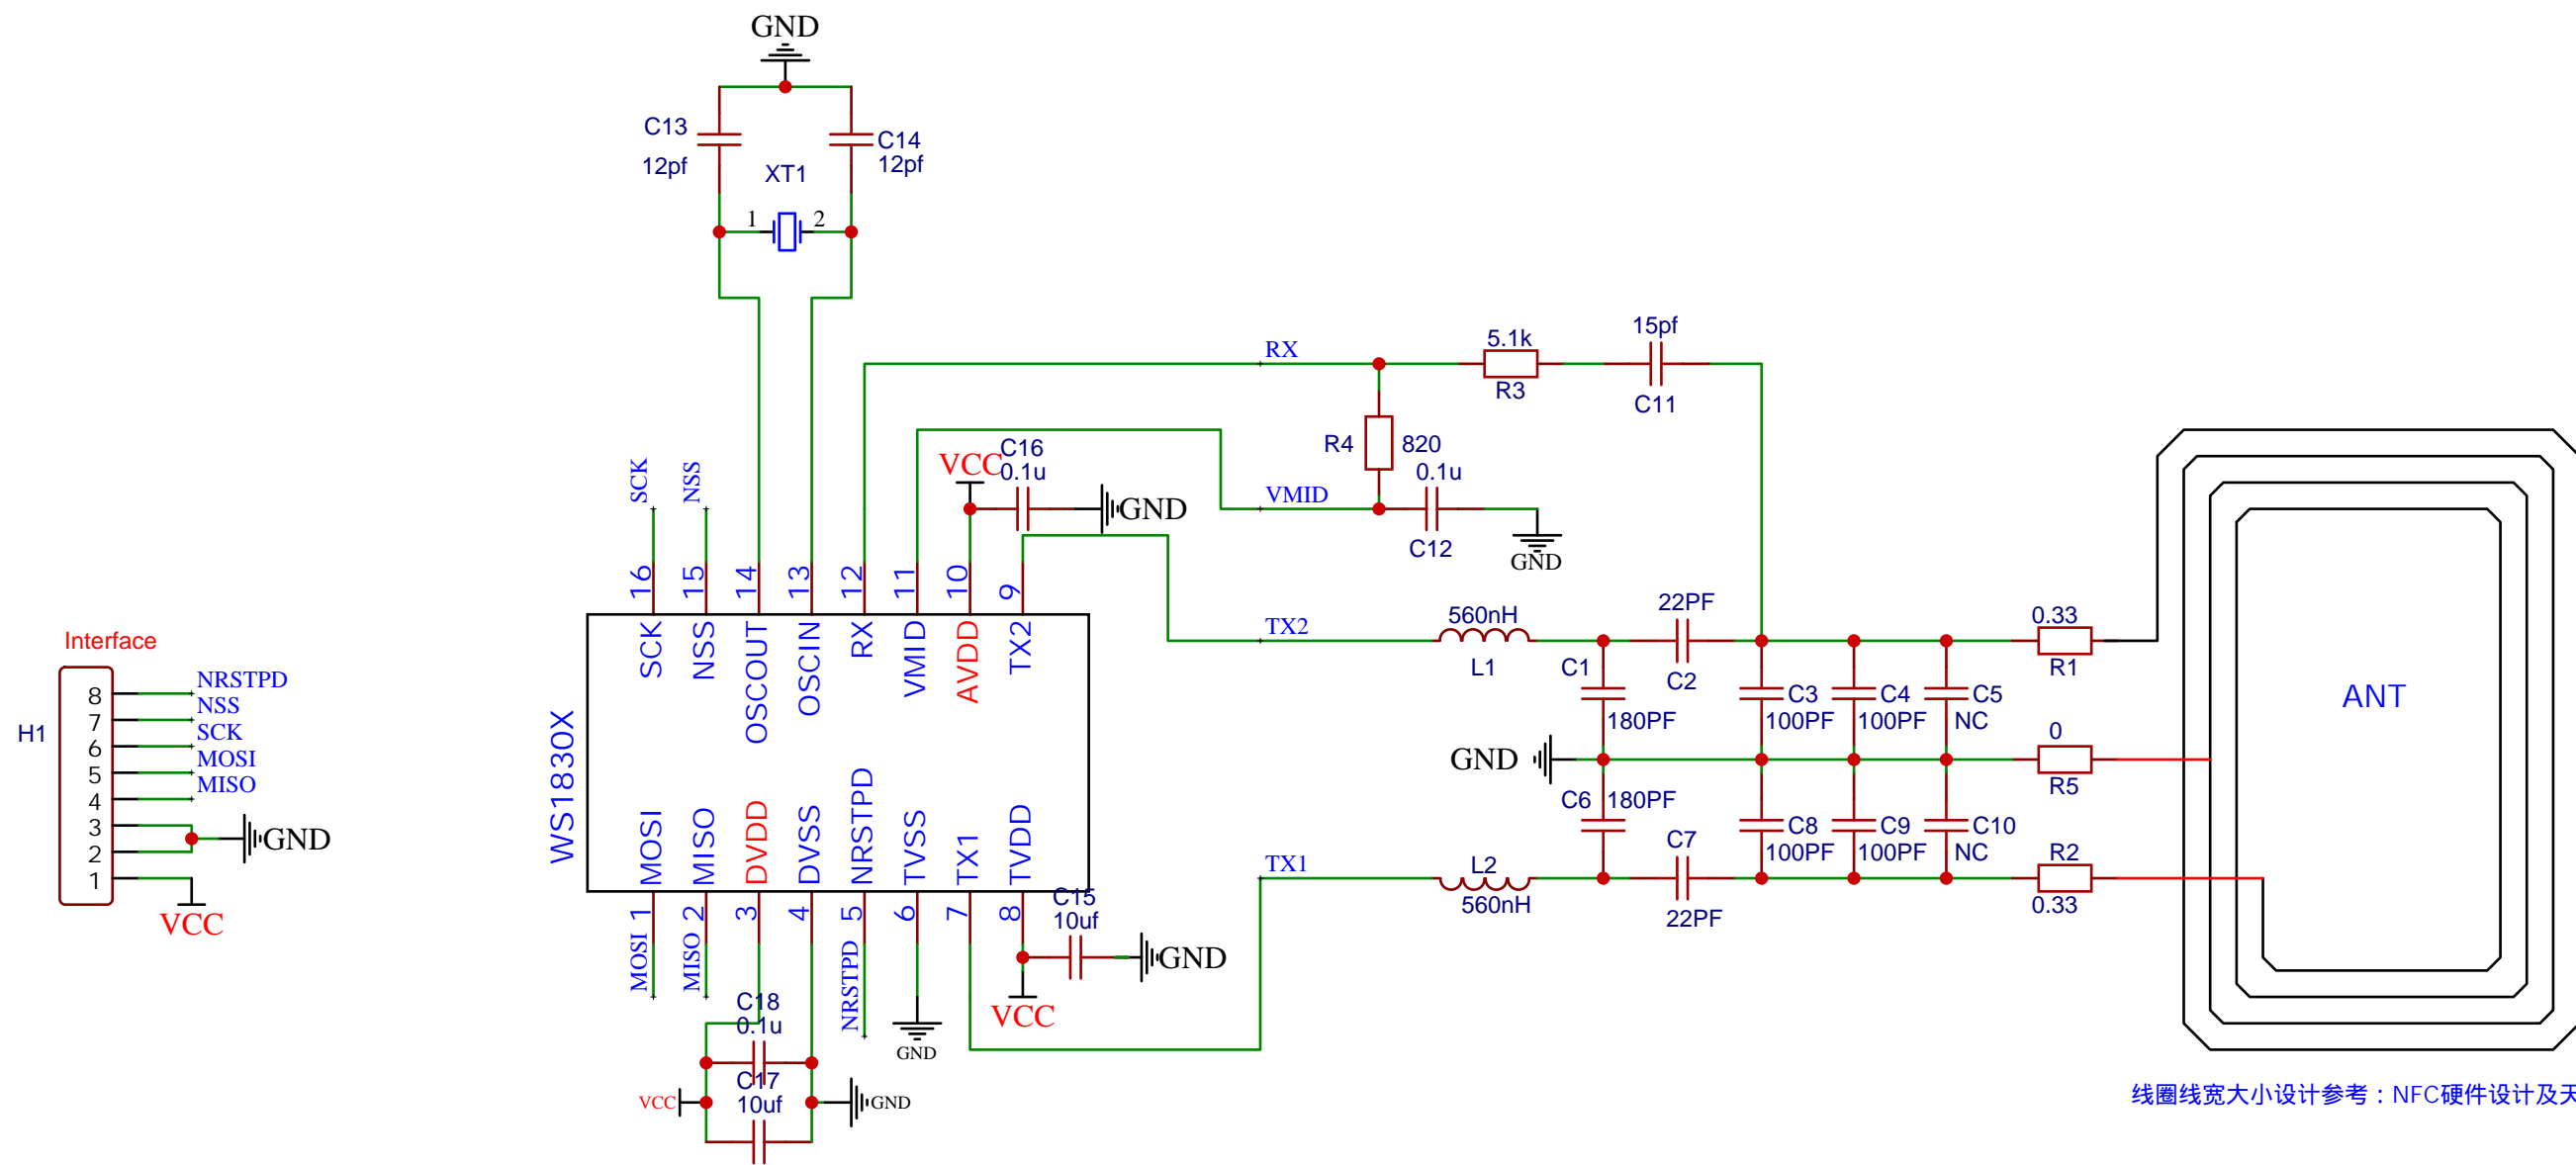 GND
C13
12pf
C14
12pf
XT1
1
2
RX
5.1k
R3
15pf
C11
R4
820
VMID
0.1u
C12
GND
VCC
C16
0.1u
GND
SCK
NSS
16
15
14
13
12
11
10
9
SCK
NSS
OSCOUT
OSCIN
RX
VMID
AVDD
TX2
WS1830X
MOSI
MISO
DVDD
DVSS
NRSTPD
TVSS
TX1
TVDD
1
2
3
4
5
6
7
8
MOSI
MISO
NRSTPD
C15
10uf
GND
VCC
GND
C18
0.1u
C17
10uf
VCC
GND
Interface
H1
8
7
6
5
4
3
2
1
NRSTPD
NSS
SCK
MOSI
MISO
GND
VCC
TX2
560nH
L1
C1
180PF
22PF
C2
C3
100PF
C4
100PF
C5
NC
0.33
R1
GND
0
R5
C6
180PF
C7
22PF
C8
100PF
C9
100PF
C10
NC
R2
0.33
TX1
L2
560nH
ANT
线圈线宽大小设计参考：NFC硬件设计及天